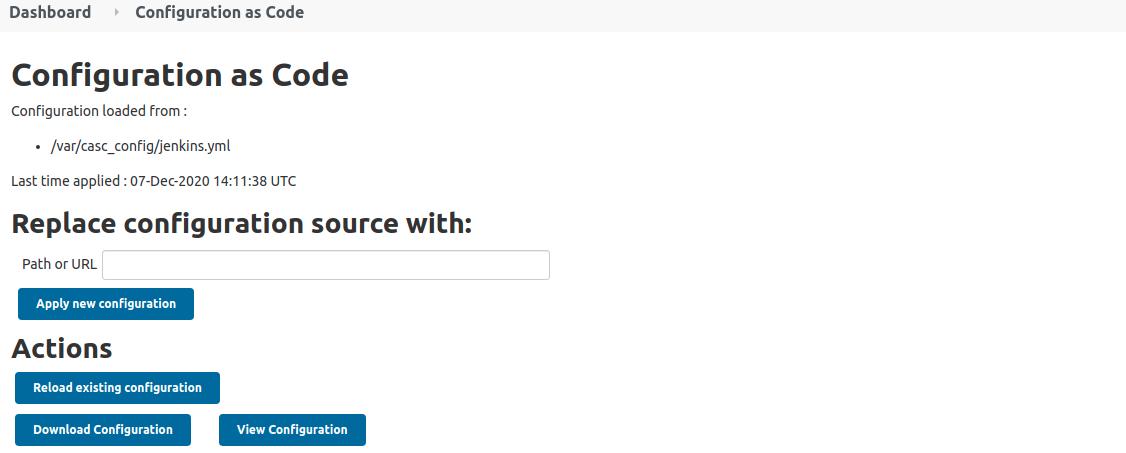 Dashboard Configuration as Code
Configuration as Code
Configuration loaded from :
• /var/casc_config/jenkins.yml
Last time applied : 07-Dec-2020 14:11:38 UTC
Replace configuration source with:
Path or URL
Apply new configuration
Actions
Reload existing configuration
Download Configuration View Configuration